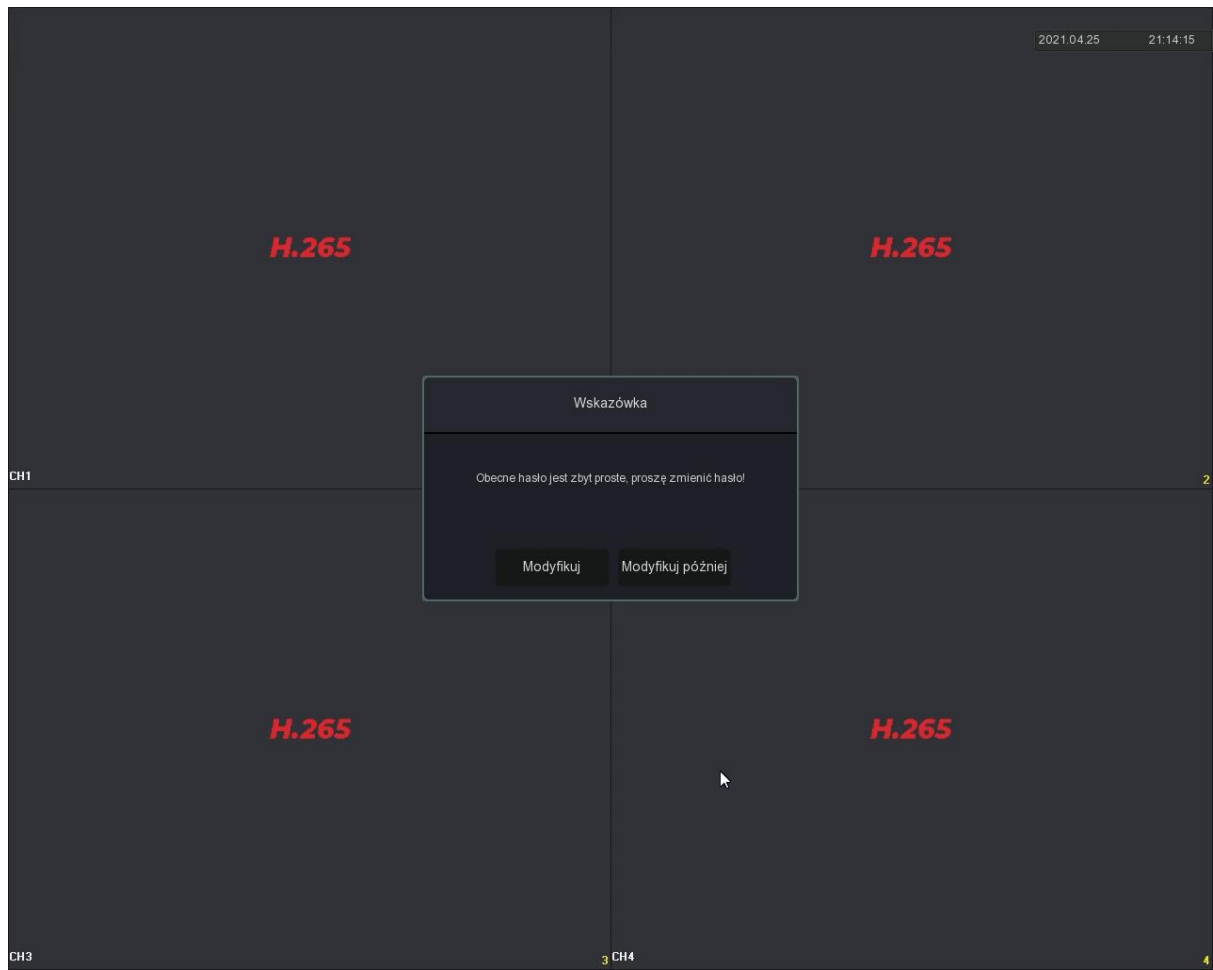 2021.04.25 21:14:15
H.265 H.265
Wskazówka
Obecne hasło jest zbyt proste, proszę zmienić hasło!
CH1 2
Modyfikuj Modyfikuj później
H.265 H.265
CH3 3 CH4 4